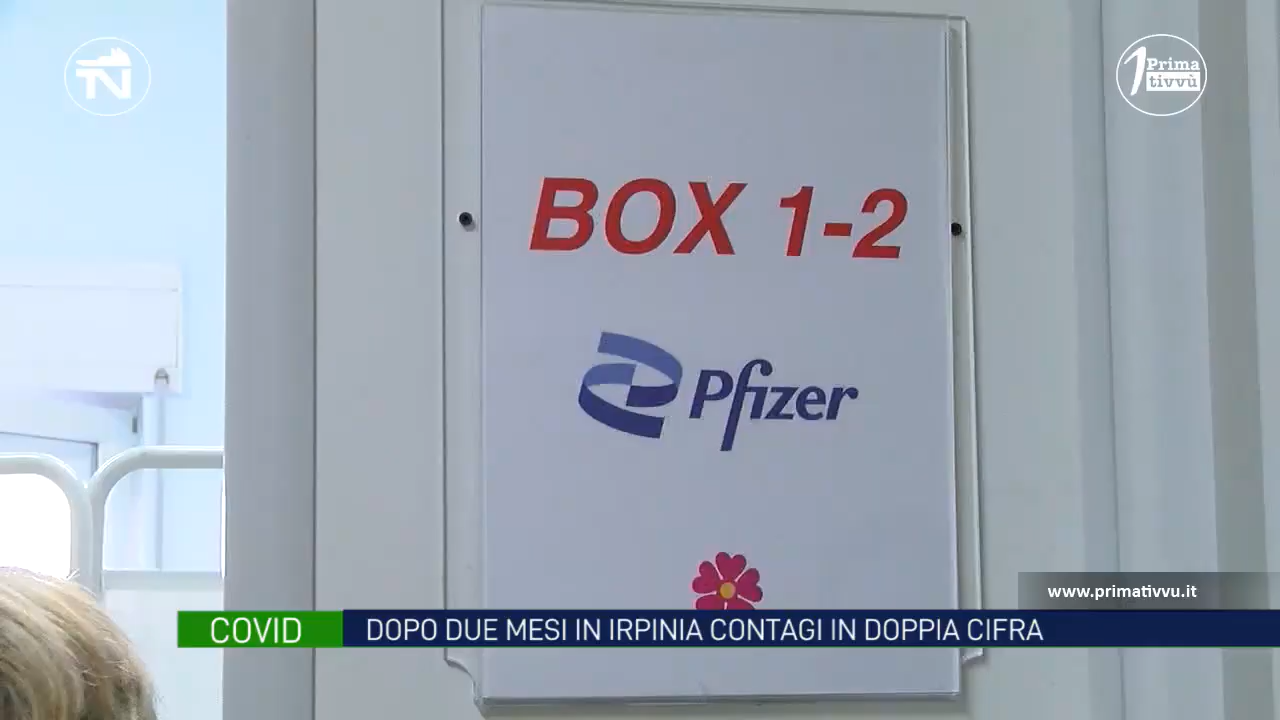 TN
1 Prima
tivvù
BOX 1-2
Pfizer
www.primativvu.it
COVID
DOPO DUE MESI IN IRPINIA CONTAGI IN DOPPIA CIFRA